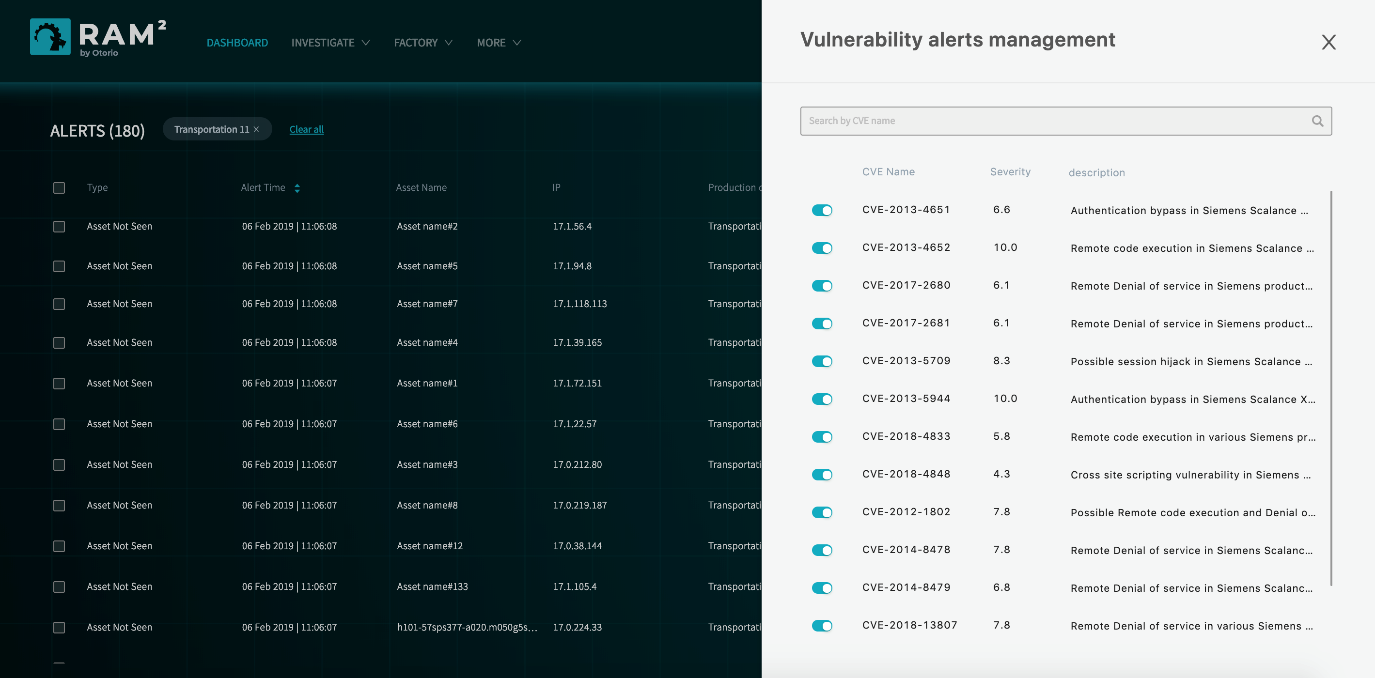 RAM²
by Otorio
DASHBOARD INVESTIGATE FACTORY MORE
ALERTS (180) Transportation 11 × Clear all
Type Alert Time Asset Name IP Production
Asset Not Seen 06 Feb 2019 | 11:06:08 Asset name#2 17.1.56.4 Transportati
Asset Not Seen 06 Feb 2019 | 11:06:08 Asset name#5 17.1.94.8 Transportati
Asset Not Seen 06 Feb 2019 | 11:06:08 Asset name#7 17.1.118.113 Transportati
Asset Not Seen 06 Feb 2019 | 11:06:08 Asset name#4 17.1.39.165 Transportati
Asset Not Seen 06 Feb 2019 | 11:06:07 Asset name#1 17.1.72.151 Transportati
Asset Not Seen 06 Feb 2019 | 11:06:07 Asset name#6 17.1.22.57 Transportati
Asset Not Seen 06 Feb 2019 | 11:06:07 Asset name#3 17.0.212.80 Transportati
Asset Not Seen 06 Feb 2019 | 11:06:07 Asset name#8 17.0.219.187 Transportati
Asset Not Seen 06 Feb 2019 | 11:06:07 Asset name#12 17.0.38.144 Transportati
Asset Not Seen 06 Feb 2019 | 11:06:07 Asset name#133 17.1.105.4 Transportati
Asset Not Seen 06 Feb 2019 | 11:06:07 h101-57sps377-a020.m050g5s... 17.0.224.33 Transportati
Vulnerability alerts management X
Search by CVE name
CVE Name Severity description
CVE-2013-4651 6.6 Authentication bypass in Siemens Scalance ...
CVE-2013-4652 10.0 Remote code execution in Siemens Scalance ...
CVE-2017-2680 6.1 Remote Denial of service in Siemens product...
CVE-2017-2681 6.1 Remote Denial of service in Siemens product...
CVE-2013-5709 8.3 Possible session hijack in Siemens Scalance ...
CVE-2013-5944 10.0 Authentication bypass in Siemens Scalance X...
CVE-2018-4833 5.8 Remote code execution in various Siemens pr...
CVE-2018-4848 4.3 Cross site scripting vulnerability in Siemens ...
CVE-2012-1802 7.8 Possible Remote code execution and Denial o...
CVE-2014-8478 7.8 Remote Denial of service in Siemens Scalanc...
CVE-2014-8479 6.8 Remote Denial of service in Siemens Scalanc...
CVE-2018-13807 7.8 Remote Denial of service in various Siemens ...